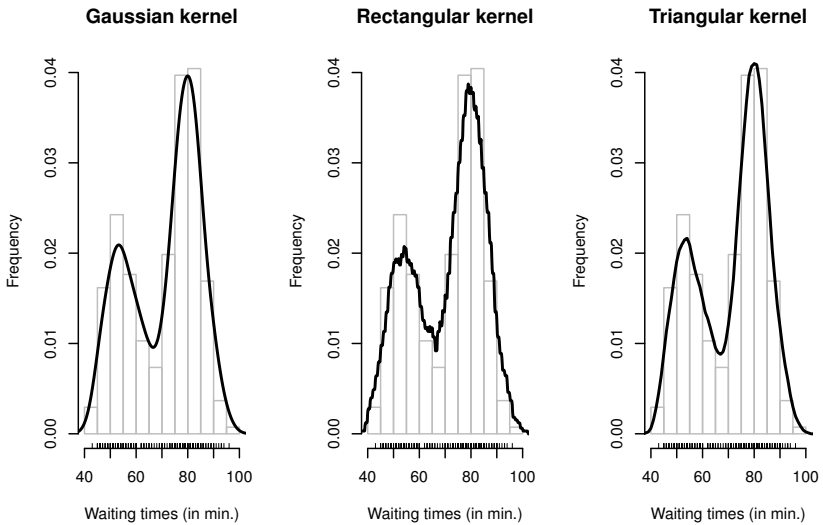 Gaussian kernel
Frequency
0.04
0.03
0.02
0.01
0.00
40 60 80 100
Waiting times (in min.)
Rectangular kernel
Frequency
0.04
0.03
0.02
0.01
0.00
40 60 80 100
Waiting times (in min.)
Triangular kernel
Frequency
0.04
0.03
0.02
0.01
0.00
40 60 80 100
Waiting times (in min.)